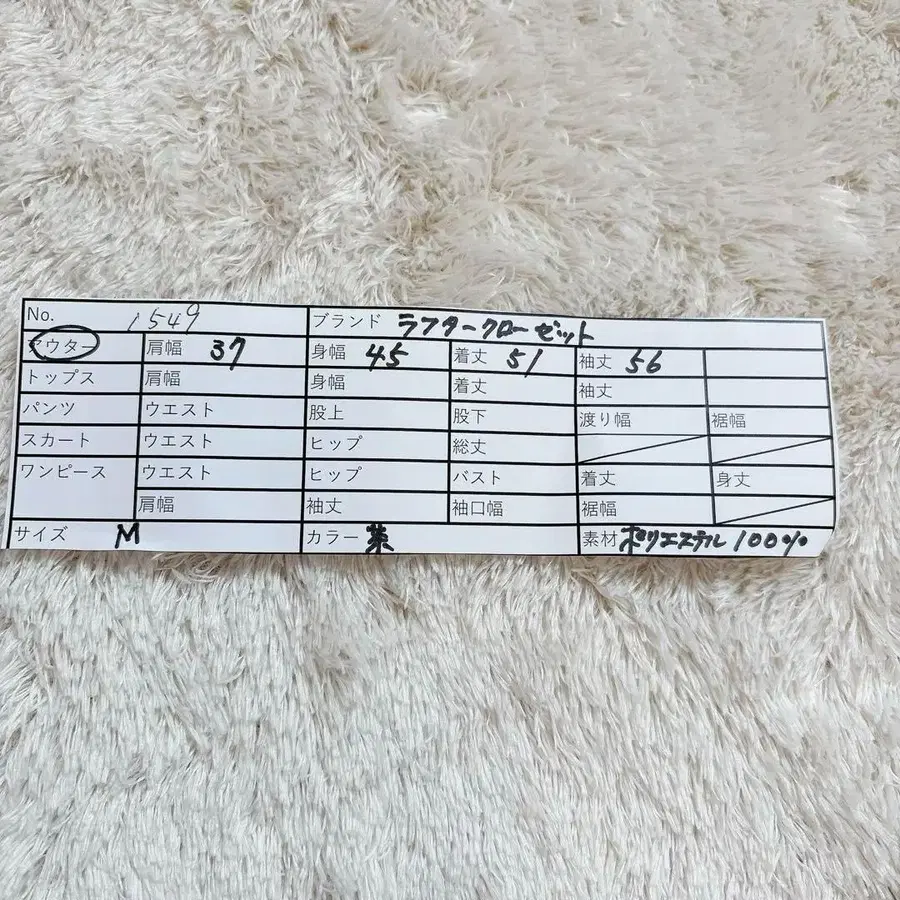 No. 1549 ブランド ラフタークローゼット
アウター 肩幅 37 身幅 45 着丈 51 袖丈 56
トップス 肩幅 身幅 着丈 袖丈
パンツ ウエスト 股上 股下 渡り幅 裾幅
スカート ウエスト ヒップ 総丈
ワンピース ウエスト ヒップ バスト 着丈 身丈
肩幅 袖丈 袖口幅 裾幅
サイズ M カラー 茶 素材 ポリエステル 100%